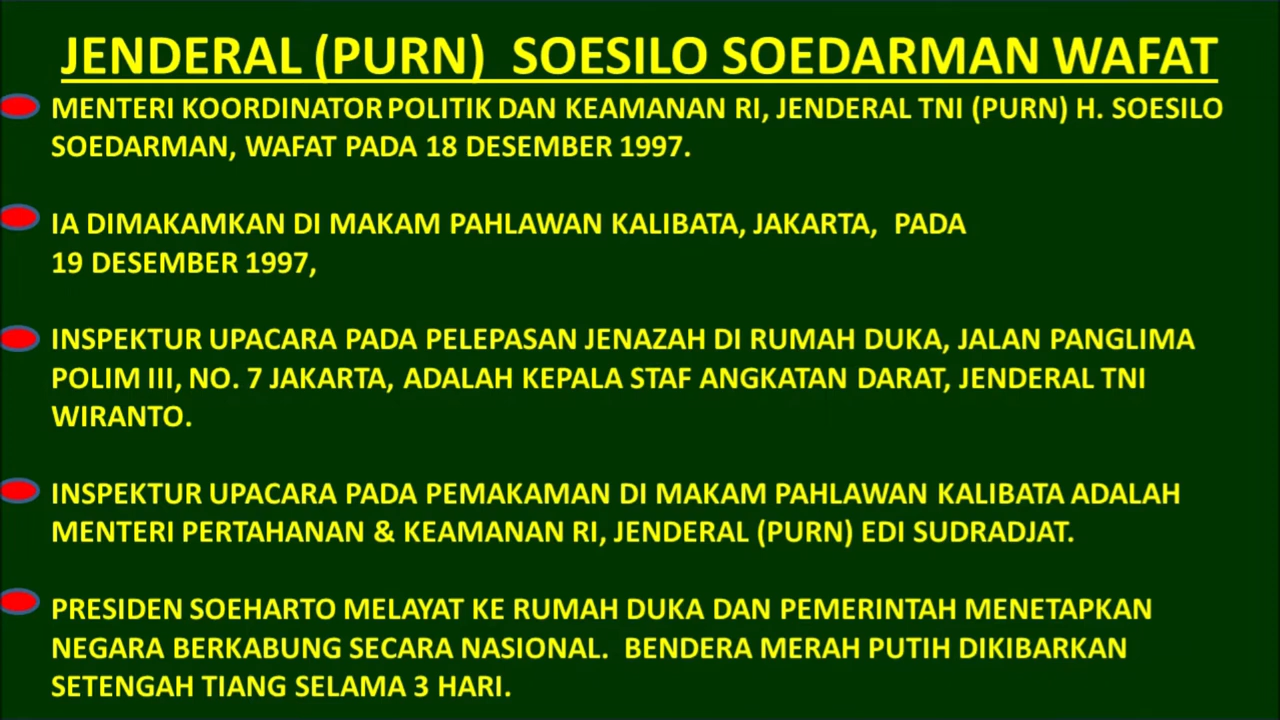 JENDERAL (PURN) SOESILO SOEDARMAN WAFAT
MENTERI KOORDINATOR POLITIK DAN KEAMANAN RI, JENDERAL TNI (PURN) H. SOESILO
SOEDARMAN, WAFAT PADA 18 DESEMBER 1997.
IA DIMAKAMKAN DI MAKAM PAHLAWAN KALIBATA, JAKARTA, PADA
19 DESEMBER 1997,
INSPEKTUR UPACARA PADA PELEPASAN JENAZAH DI RUMAH DUKA, JALAN PANGLIMA
POLIM III, NO. 7 JAKARTA, ADALAH KEPALA STAF ANGKATAN DARAT, JENDERAL TNI
WIRANTO.
INSPEKTUR UPACARA PADA PEMAKAMAN DI MAKAM PAHLAWAN KALIBATA ADALAH
MENTERI PERTAHANAN & KEAMANAN RI, JENDERAL (PURN) EDI SUDRADJAT.
PRESIDEN SOEHARTO MELAYAT KE RUMAH DUKA DAN PEMERINTAH MENETAPKAN
NEGARA BERKABUNG SECARA NASIONAL. BENDERA MERAH PUTIH DIKIBARKAN
SETENGAH TIANG SELAMA 3 HARI.